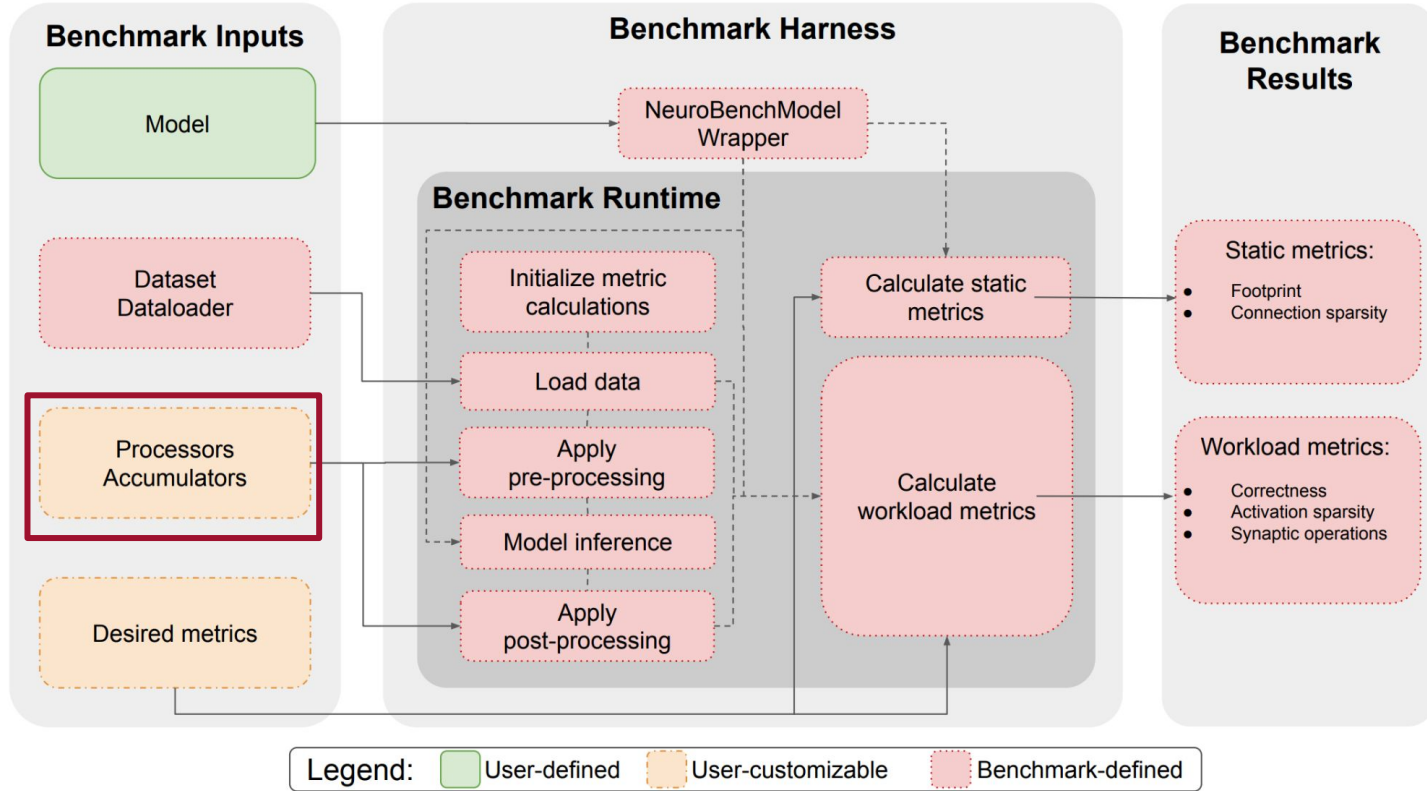 Benchmark Inputs
Model
Dataset
Dataloader
Processors
Accumulators
Desired metrics
Benchmark Harness
NeuroBenchModel
Wrapper
Benchmark Runtime
Initialize metric
calculations
Load data
Apply
pre-processing
Model inference
Apply
post-processing
Calculate static
metrics
Calculate
workload metrics
Benchmark
Results
Static metrics:
● Footprint
● Connection sparsity
Workload metrics:
● Correctness
● Activation sparsity
● Synaptic operations
Legend: User-defined User-customizable Benchmark-defined